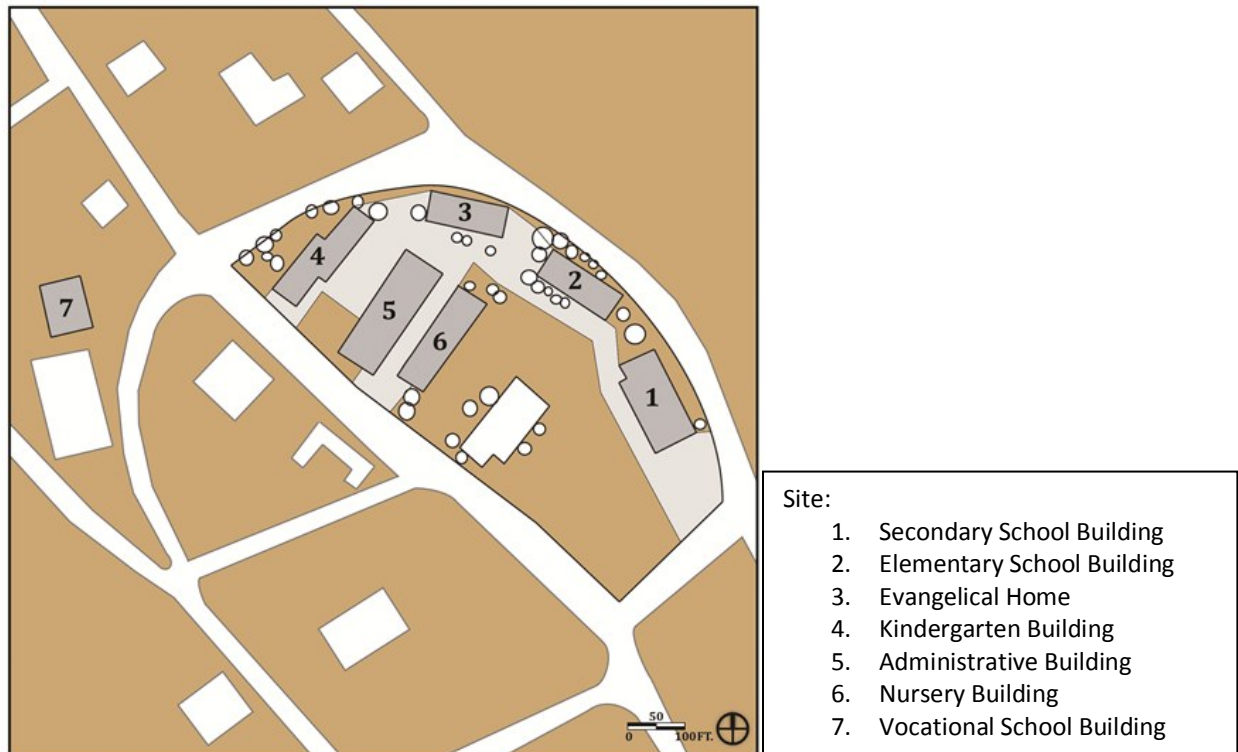 3
4
2
5
7
6
1
50
0 100FT.
Site:
1. Secondary School Building
2. Elementary School Building
3. Evangelical Home
4. Kindergarten Building
5. Administrative Building
6. Nursery Building
7. Vocational School Building